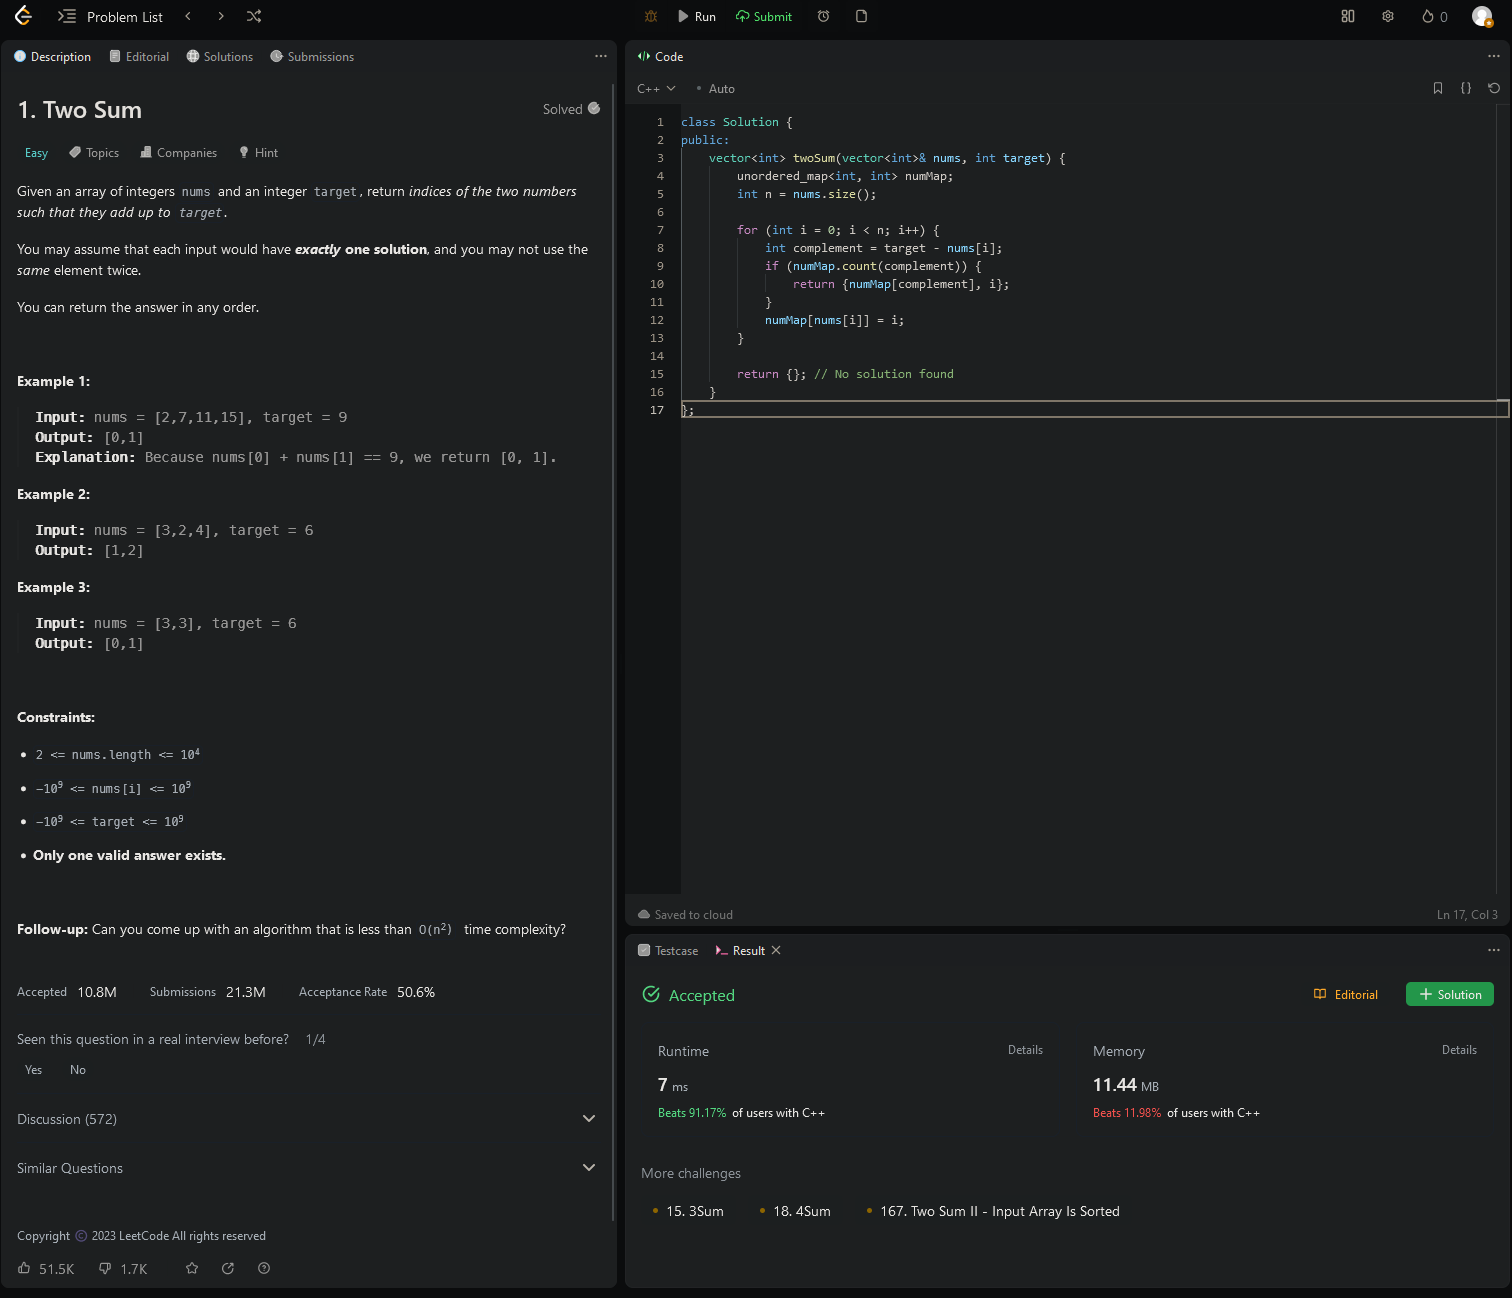 Problem List
Run
Submit
0
Description
Editorial
Solutions
Submissions
1. Two Sum
Solved
Easy
Topics
Companies
Hint
Given an array of integers nums and an integer target, return indices of the two numbers
such that they add up to target.
You may assume that each input would have exactly one solution, and you may not use the
same element twice.
You can return the answer in any order.
Example 1:
Input: nums = [2,7,11,15], target = 9
Output: [0,1]
Explanation: Because nums[0] + nums[1] == 9, we return [0, 1].
Example 2:
Input: nums = [3,2,4], target = 6
Output: [1,2]
Example 3:
Input: nums = [3,3], target = 6
Output: [0,1]
Constraints:
• 2 <= nums.length <= 10⁴
• −10⁹ <= nums[i] <= 10⁹
• −10⁹ <= target <= 10⁹
• Only one valid answer exists.
Follow-up: Can you come up with an algorithm that is less than O(n²) time complexity?
Accepted 10.8M
Submissions 21.3M
Acceptance Rate 50.6%
Seen this question in a real interview before? 1/4
Yes
No
Discussion (572)
Similar Questions
Copyright © 2023 LeetCode All rights reserved
51.5K
1.7K
Code
C++
• Auto
1 class Solution {
2 public:
3     vector<int> twoSum(vector<int>& nums, int target) {
4         unordered_map<int, int> numMap;
5         int n = nums.size();
6
7         for (int i = 0; i < n; i++) {
8             int complement = target - nums[i];
9             if (numMap.count(complement)) {
10                 return {numMap[complement], i};
11             }
12             numMap[nums[i]] = i;
13         }
14
15         return {}; // No solution found
16     }
17 };
Saved to cloud
Ln 17, Col 3
Testcase
Result
Accepted
Editorial
Solution
Runtime
Details
7 ms
Beats 91.17% of users with C++
Memory
Details
11.44 MB
Beats 11.98% of users with C++
More challenges
• 15. 3Sum
• 18. 4Sum
• 167. Two Sum II - Input Array Is Sorted